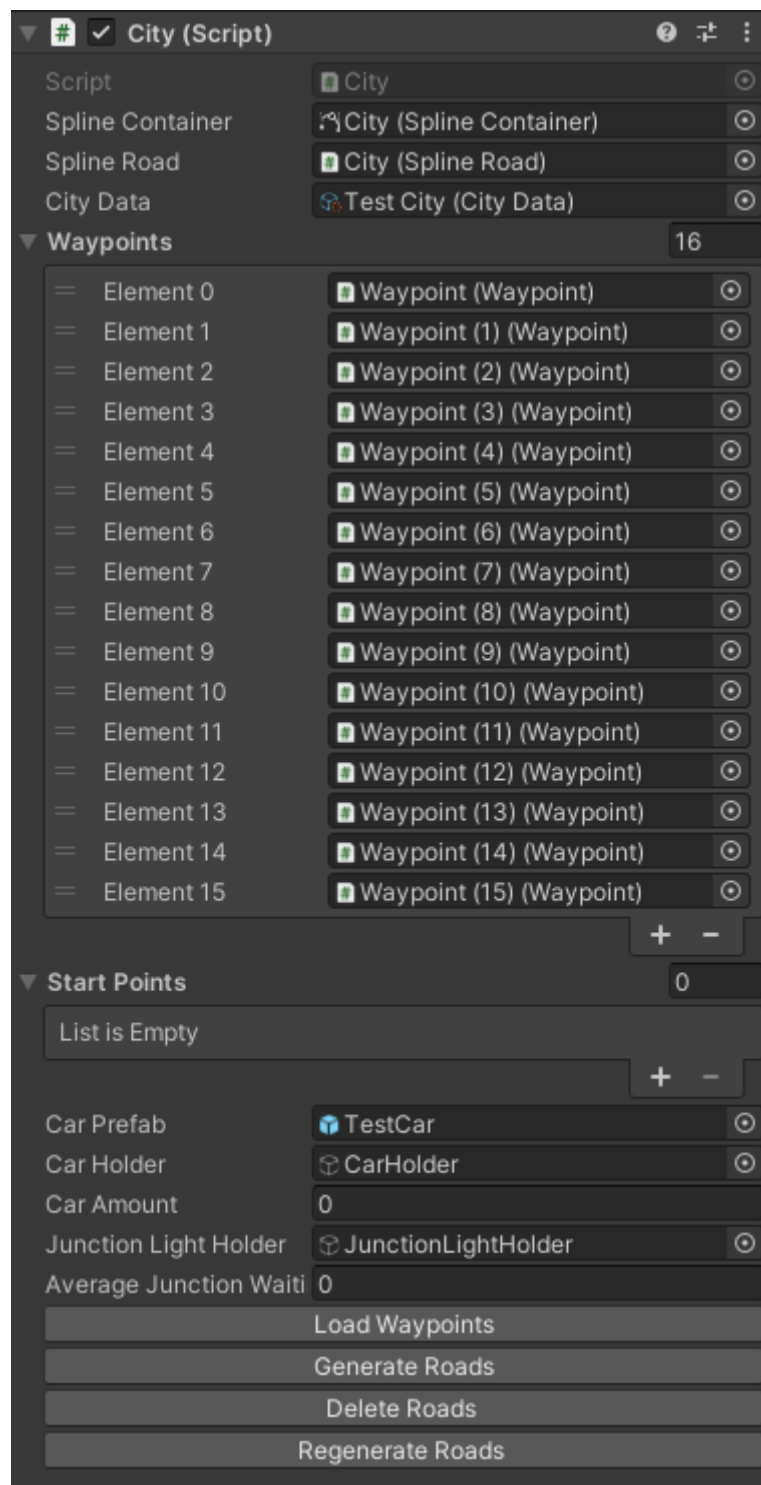 City (Script)
Script City
Spline Container City (Spline Container)
Spline Road City (Spline Road)
City Data Test City (City Data)
Waypoints 16
Element 0 Waypoint (Waypoint)
Element 1 Waypoint (1) (Waypoint)
Element 2 Waypoint (2) (Waypoint)
Element 3 Waypoint (3) (Waypoint)
Element 4 Waypoint (4) (Waypoint)
Element 5 Waypoint (5) (Waypoint)
Element 6 Waypoint (6) (Waypoint)
Element 7 Waypoint (7) (Waypoint)
Element 8 Waypoint (8) (Waypoint)
Element 9 Waypoint (9) (Waypoint)
Element 10 Waypoint (10) (Waypoint)
Element 11 Waypoint (11) (Waypoint)
Element 12 Waypoint (12) (Waypoint)
Element 13 Waypoint (13) (Waypoint)
Element 14 Waypoint (14) (Waypoint)
Element 15 Waypoint (15) (Waypoint)
+ −
Start Points 0
List is Empty
+ −
Car Prefab TestCar
Car Holder CarHolder
Car Amount 0
Junction Light Holder JunctionLightHolder
Average Junction Waiti 0
Load Waypoints
Generate Roads
Delete Roads
Regenerate Roads